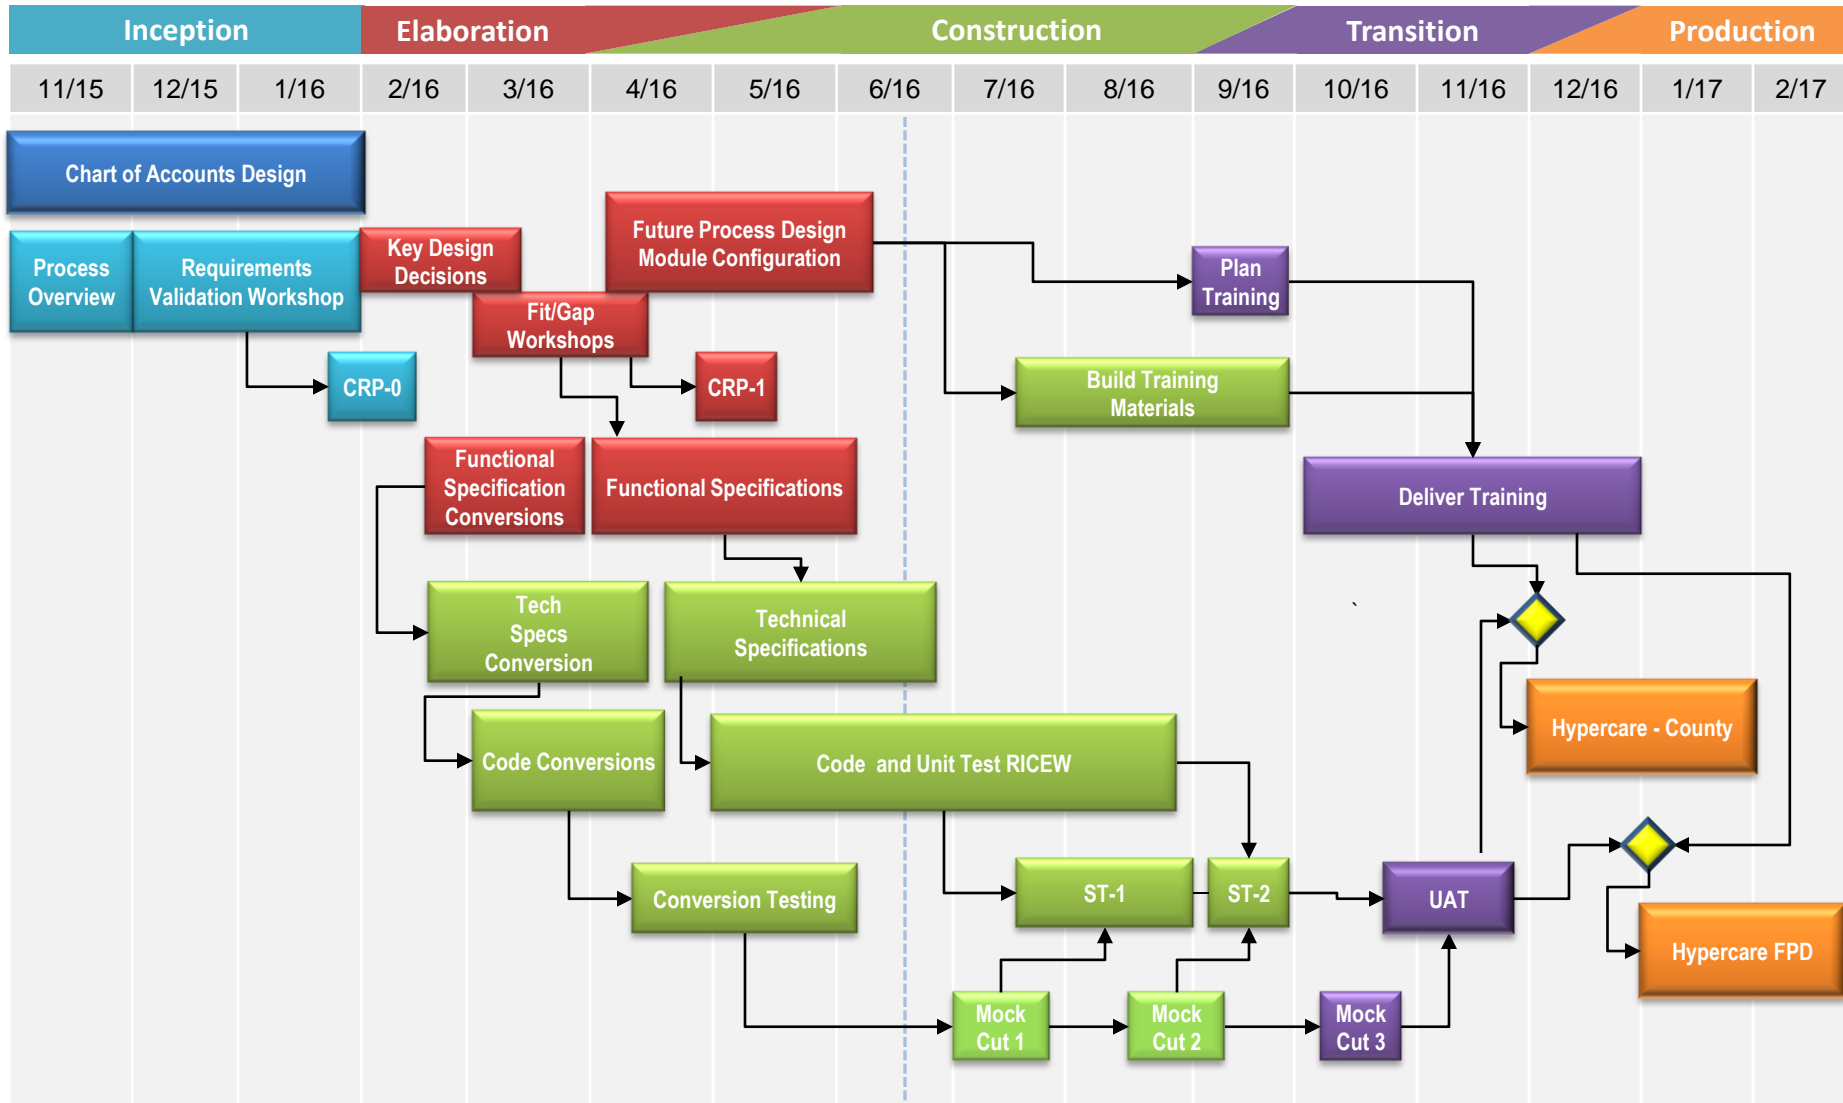 Inception
Elaboration
Construction
Transition
Production
11/15
12/15
1/16
2/16
3/16
4/16
5/16
6/16
7/16
8/16
9/16
10/16
11/16
12/16
1/17
2/17
Chart of Accounts Design
Process
Overview
Requirements
Validation Workshop
Key Design
Decisions
Fit/Gap
Workshops
Future Process Design
Module Configuration
Plan
Training
CRP-0
CRP-1
Build Training
Materials
Functional
Specification
Conversions
Functional Specifications
Deliver Training
Tech
Specs
Conversion
Technical
Specifications
`
Code Conversions
Code and Unit Test RICEW
Hypercare - County
Conversion Testing
ST-1
ST-2
UAT
Hypercare FPD
Mock
Cut 1
Mock
Cut 2
Mock
Cut 3